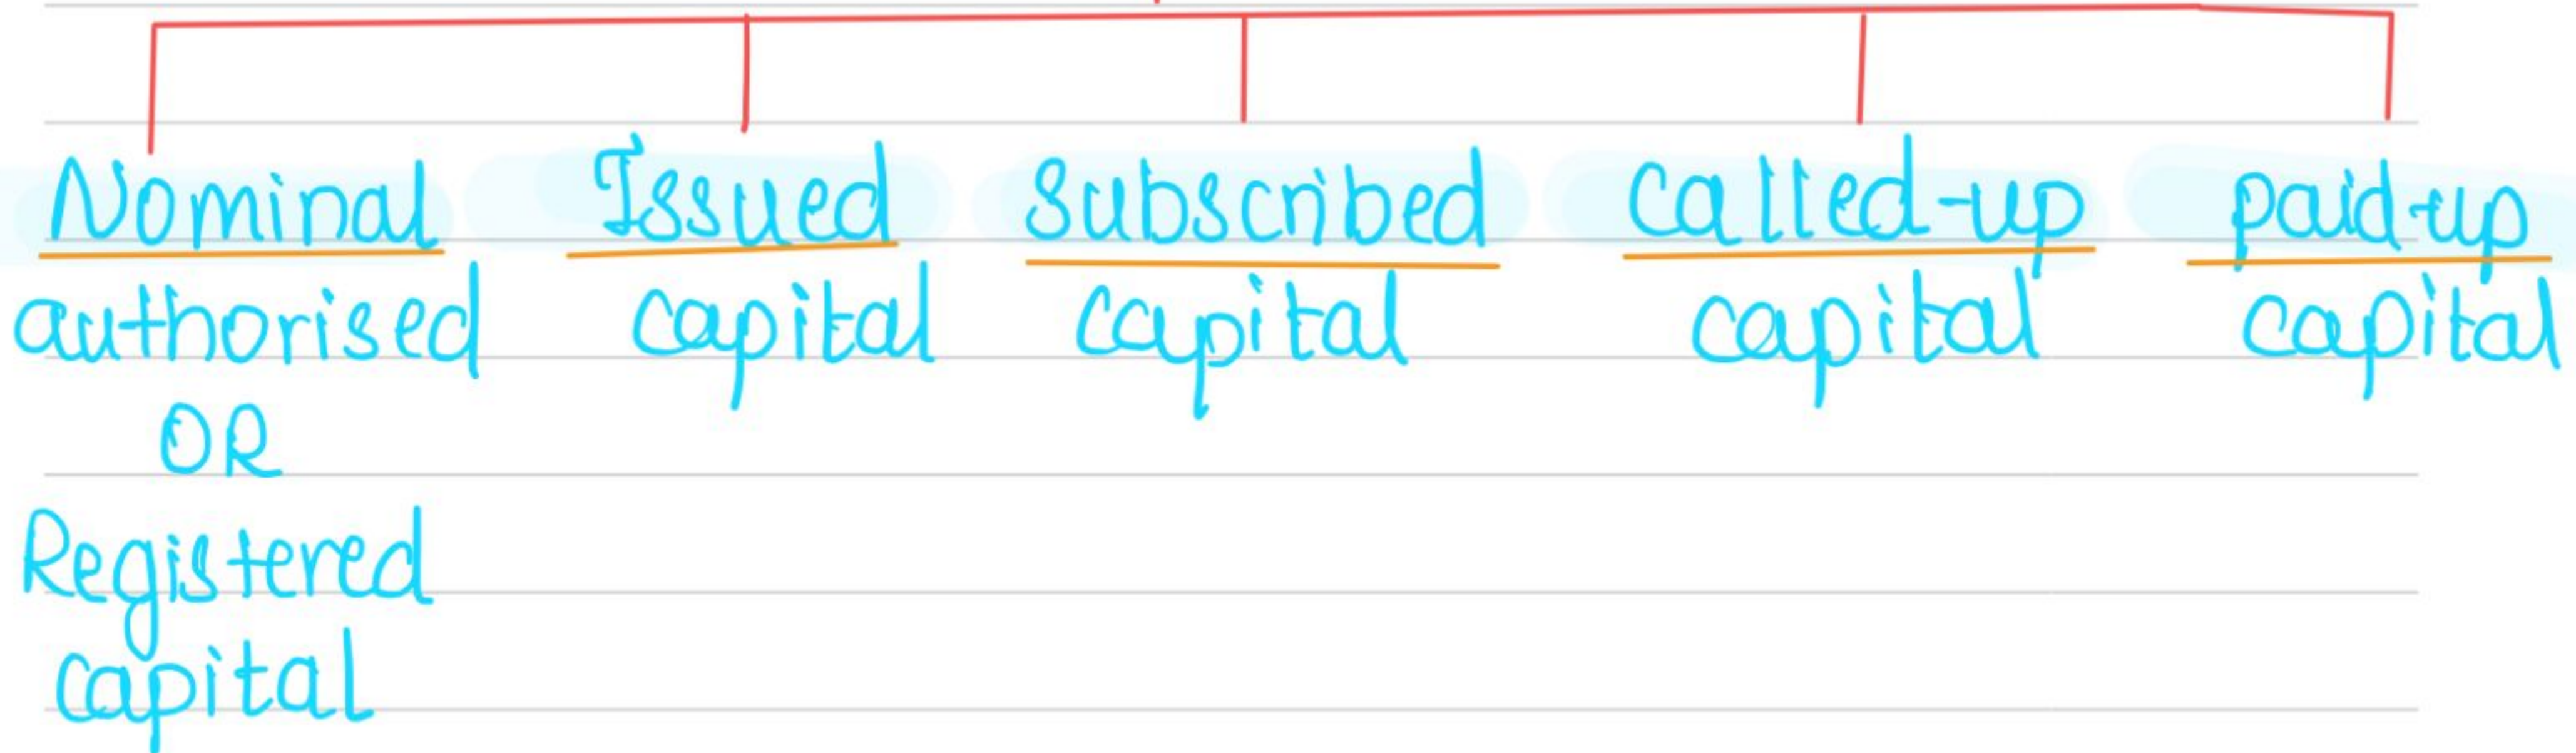 Nominal Issued subscribed called-up paid-up
authorised capital capital capital capital
OR
Registered
capital